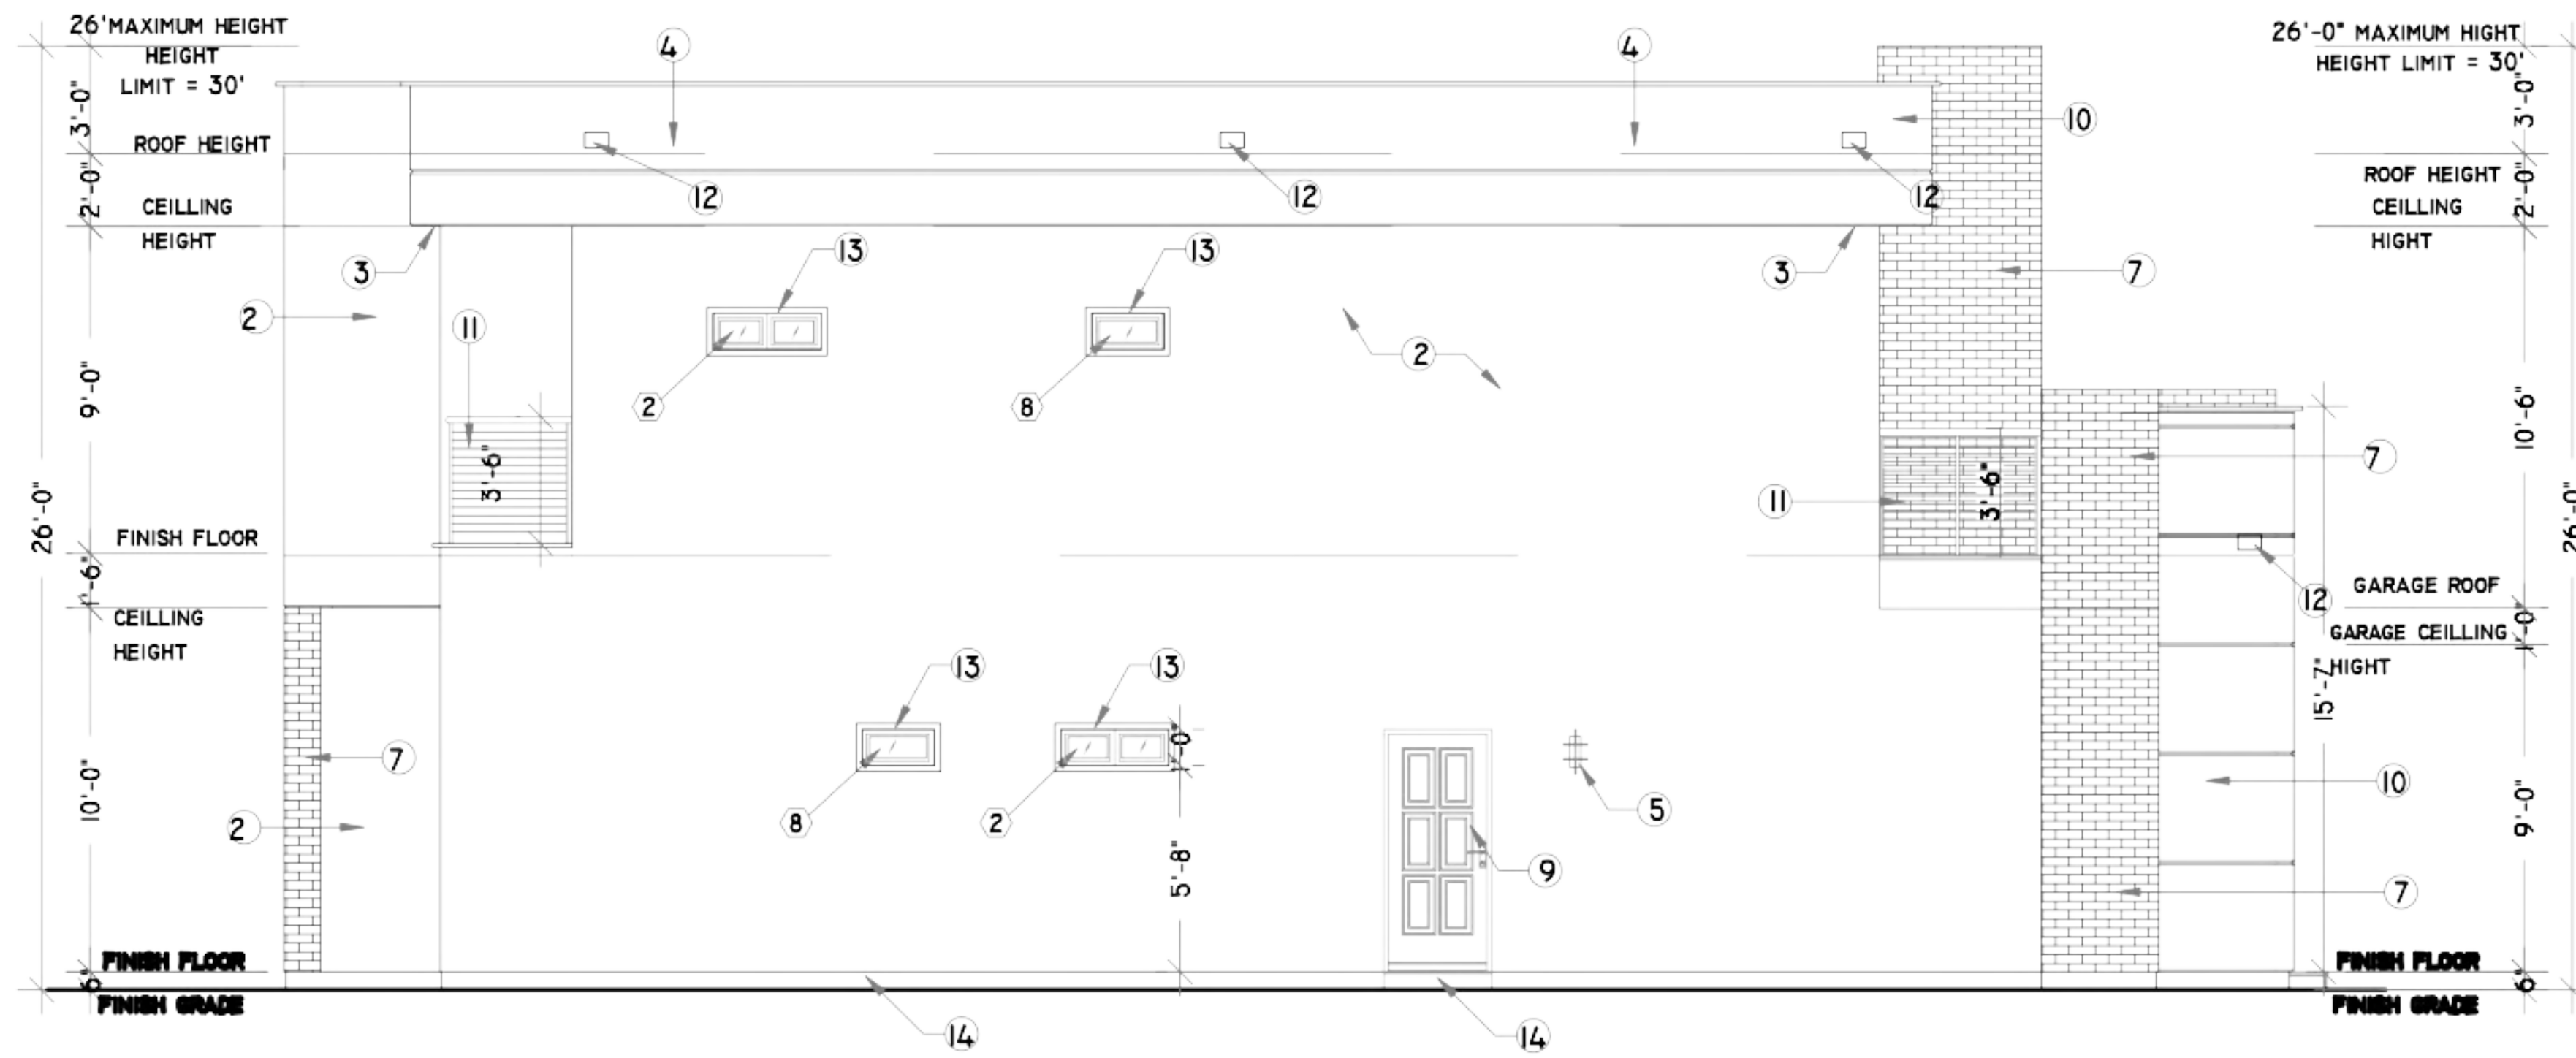 26' MAXIMUM HEIGHT
HEIGHT
LIMIT = 30'
3'-0"
ROOF HEIGHT
2'-0"
CEILLING
HEIGHT
9'-0"
26'-0"
FINISH FLOOR
1'-6"
CEILLING
HEIGHT
10'-0"
FINISH FLOOR
6"
FINISH GRADE
4
4
12
12
12
10
3
13
13
3
7
2
11
2
8
2
3'-6"
11
3'-6"
7
12
13
13
7
2
8
2
1'-0
5'-8"
5
9
10
7
14
14
26'-0" MAXIMUM HIGHT
HEIGHT LIMIT = 30'
3'-0"
ROOF HEIGHT
2'-0"
CEILLING
HIGHT
10'-6"
26'-0"
GARAGE ROOF
1'-0
GARAGE CEILLING
HIGHT
15'-7"
9'-0"
FINISH FLOOR
6"
FINISH GRADE